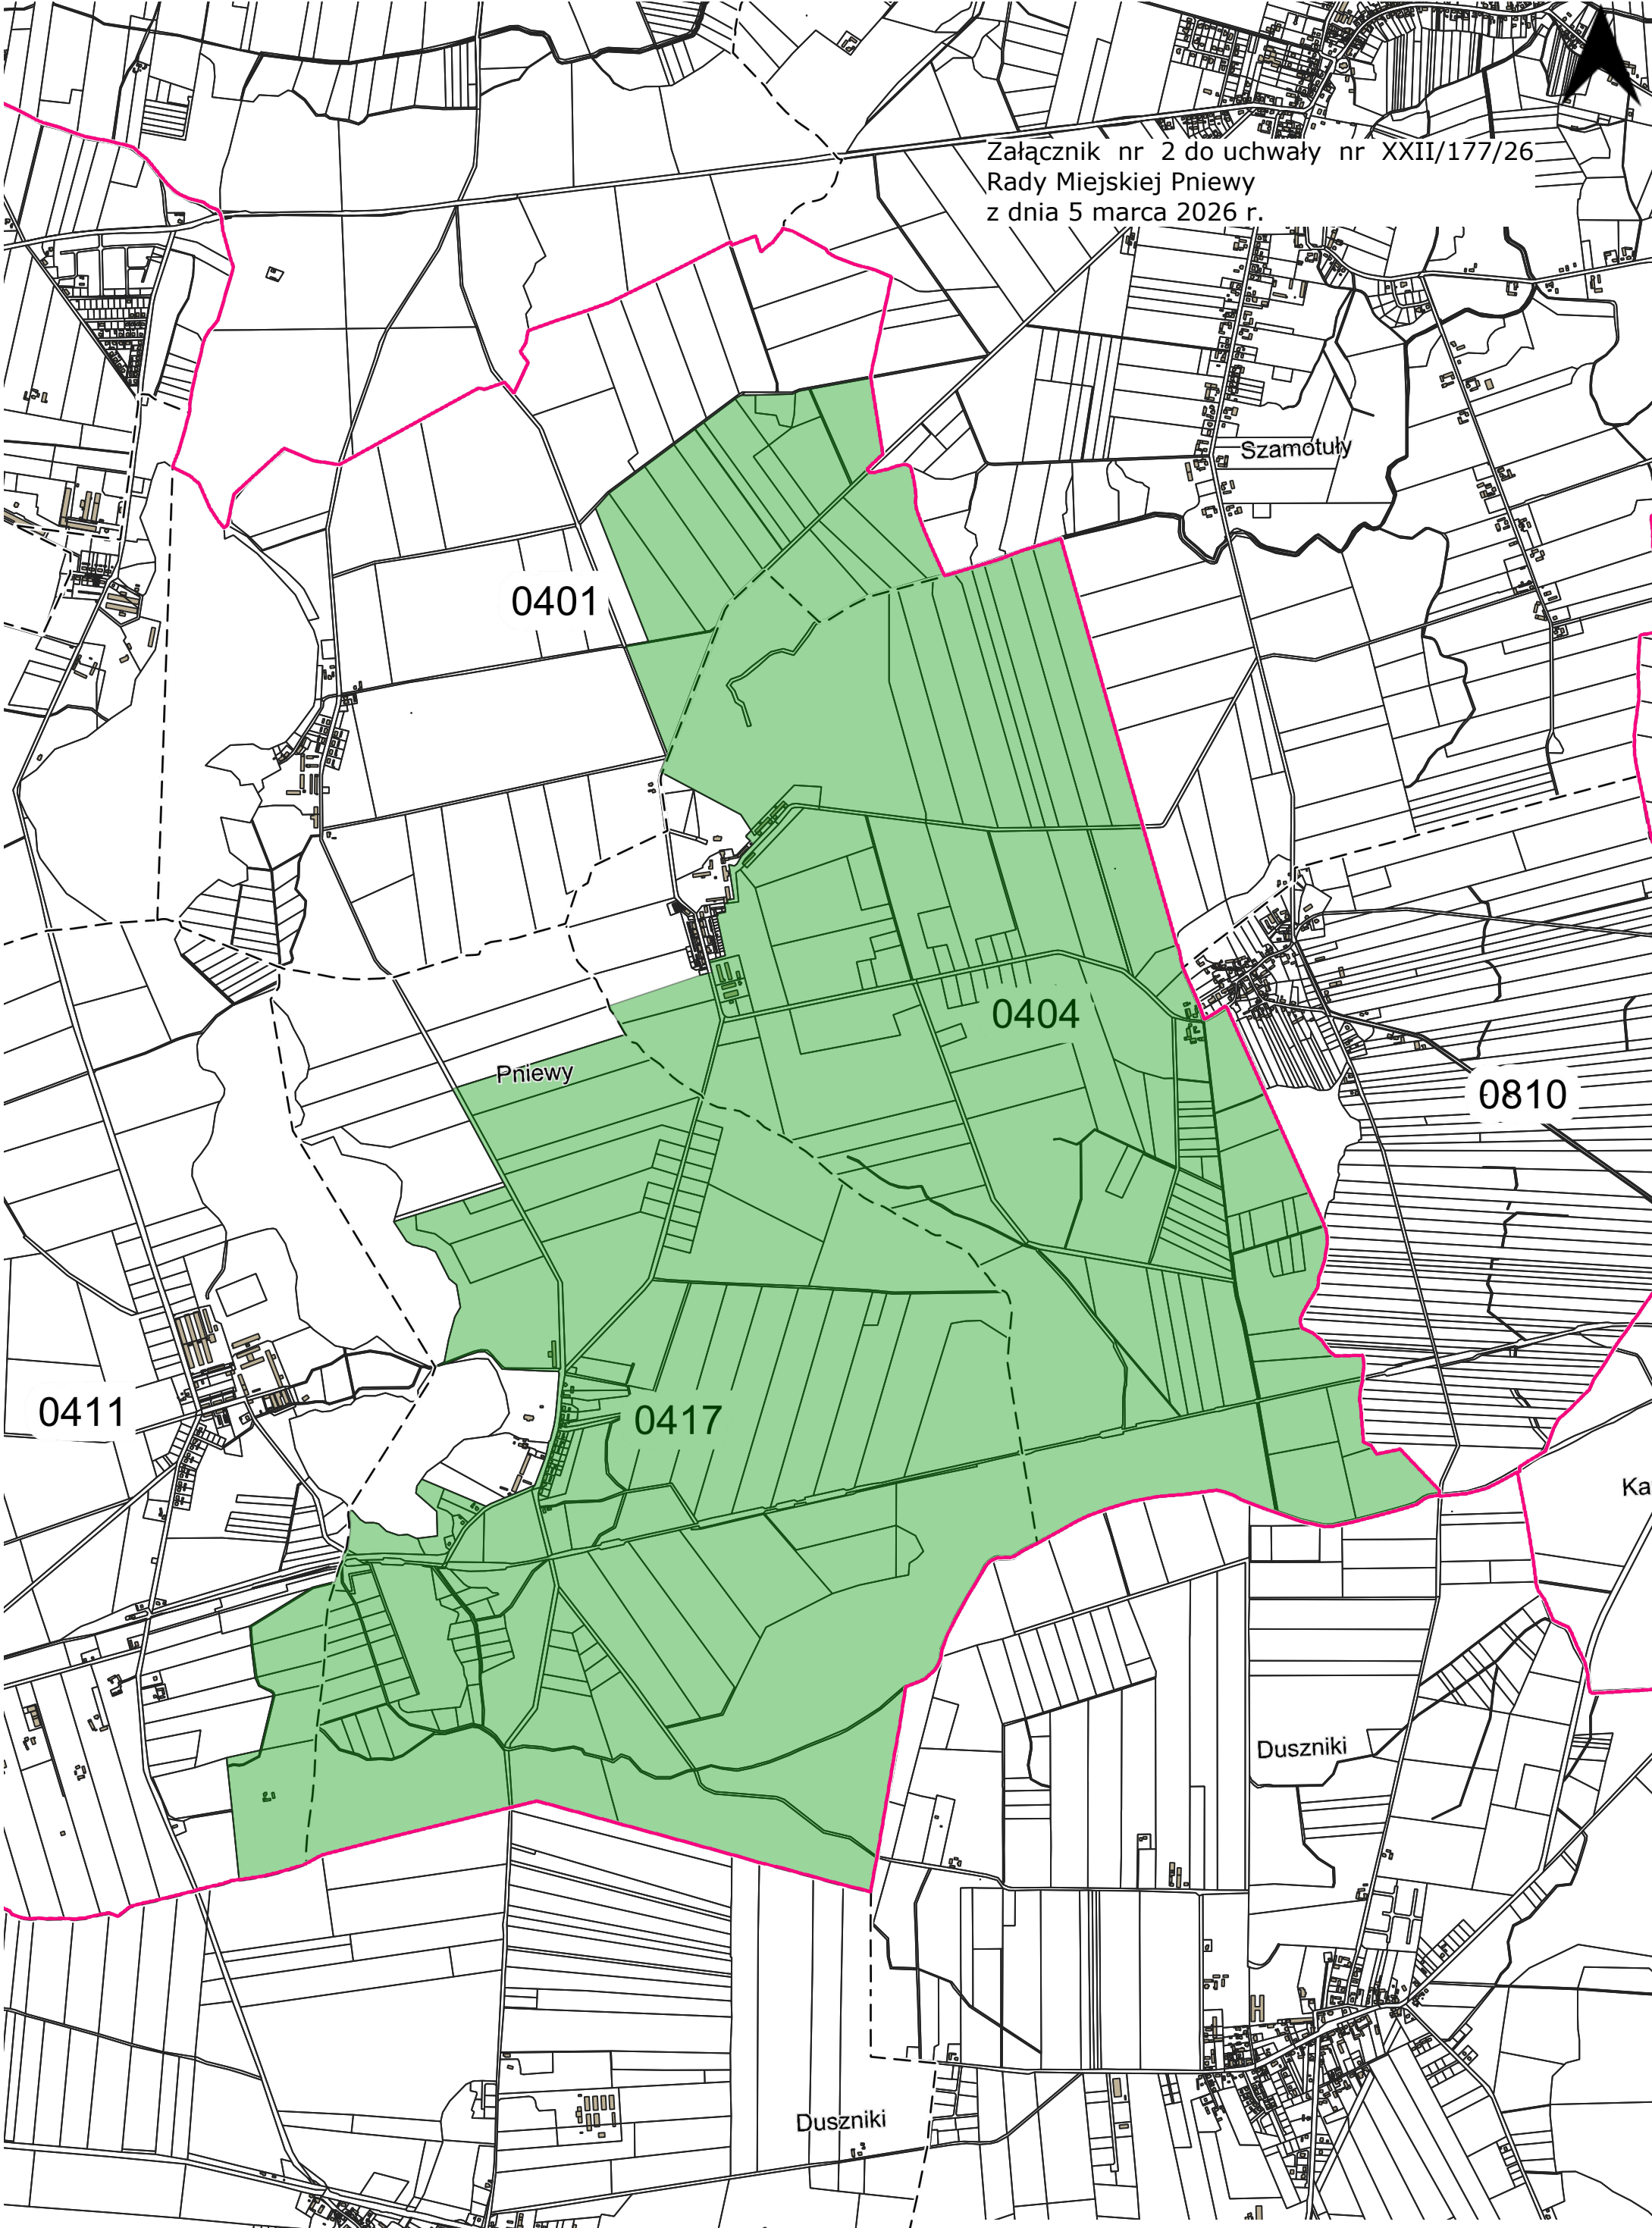 Załącznik nr 2 do uchwały nr XXII/177/26
Rady Miejskiej Pniewy
z dnia 5 marca 2026 r.
Szamotuły
0401
0404
Pniewy
0810
0411
0417
Ka
Duszniki
Duszniki